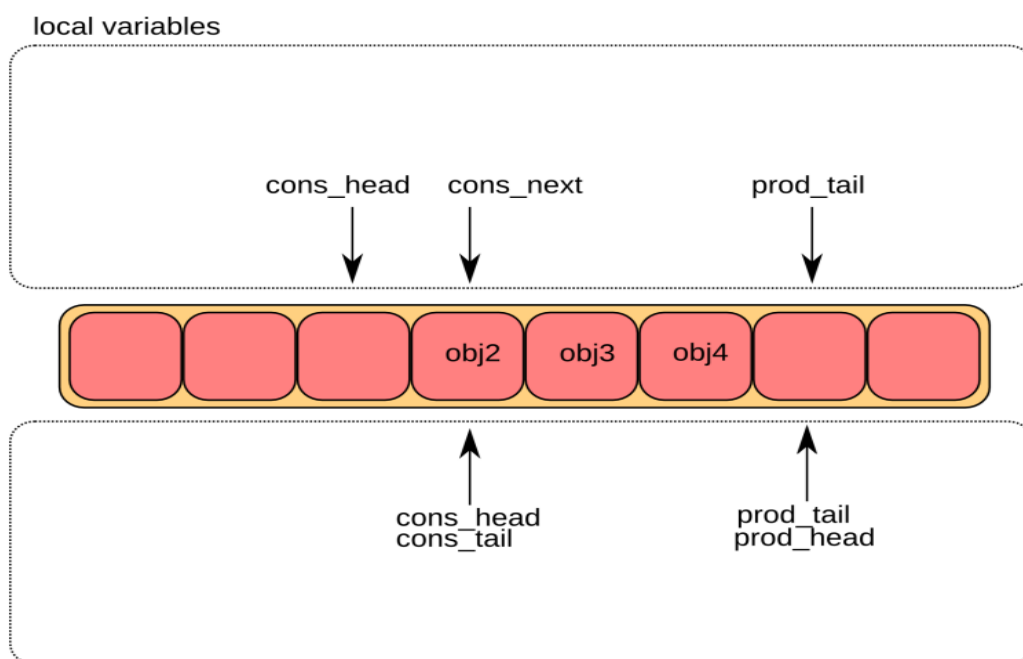 local variables
cons_head cons_next prod_tail
obj2 obj3 obj4
cons_head prod_tail
cons_tail prod_head